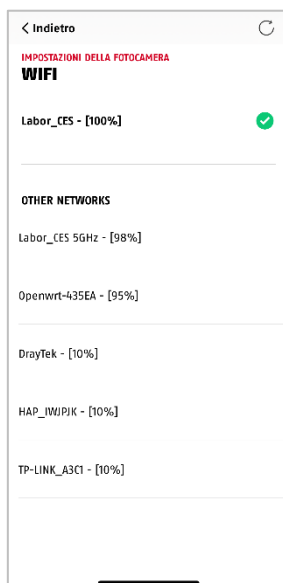 Indietro
IMPOSTAZIONI DELLA FOTOCAMERA
WIFI
Labor_CES - [100%]
OTHER NETWORKS
Labor_CES 5GHz - [98%]
Openwrt-435EA - [95%]
DrayTek - [10%]
HAP_IWJPJK - [10%]
TP-LINK_A3C1 - [10%]